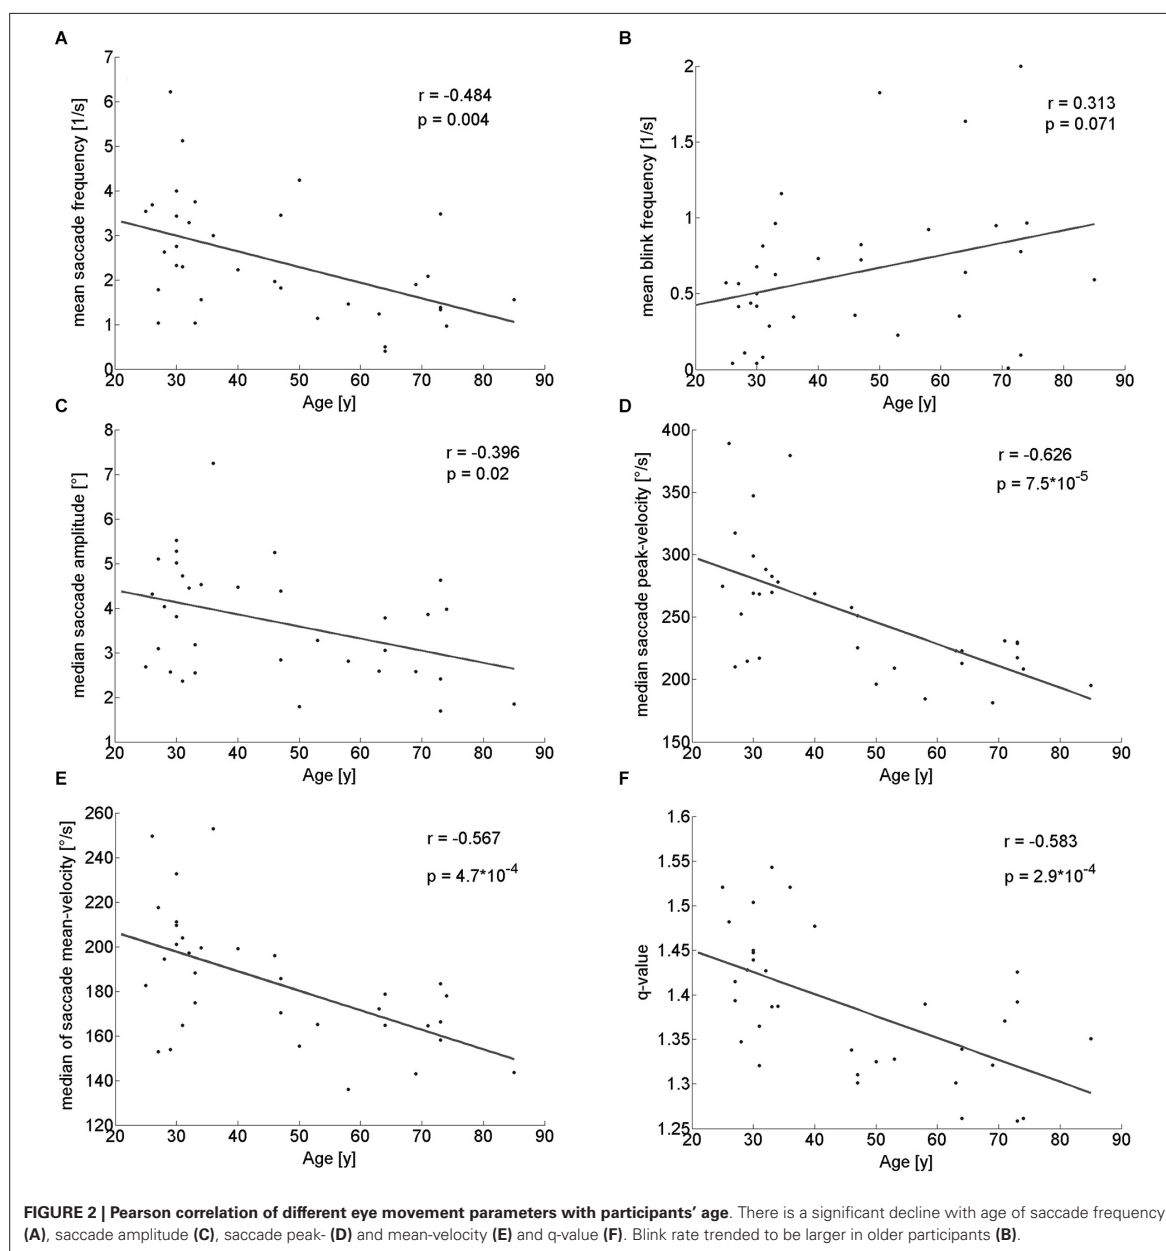 A
7
6
5
4
3
2
1
0
mean saccade frequency [1/s]
r = -0.484
p = 0.004
20 30 40 50 60 70 80 90
Age [y]
B
2
1.5
1
0.5
0
mean blink frequency [1/s]
r = 0.313
p = 0.071
20 30 40 50 60 70 80 90
Age [y]
C
8
7
6
5
4
3
2
1
median saccade amplitude [°]
r = -0.396
p = 0.02
20 30 40 50 60 70 80 90
Age [y]
D
400
350
300
250
200
150
median saccade peak-velocity [°/s]
r = -0.626
p = 7.5*10-5
20 30 40 50 60 70 80 90
Age [y]
E
260
240
220
200
180
160
140
120
median of saccade mean-velocity [°/s]
r = -0.567
p = 4.7*10-4
20 30 40 50 60 70 80 90
Age [y]
F
1.6
1.55
1.5
1.45
1.4
1.35
1.3
1.25
q-value
r = -0.583
p = 2.9*10-4
20 30 40 50 60 70 80 90
Age [y]
FIGURE 2 | Pearson correlation of different eye movement parameters with participants' age. There is a significant decline with age of saccade frequency
(A), saccade amplitude (C), saccade peak- (D) and mean-velocity (E) and q-value (F). Blink rate trended to be larger in older participants (B).